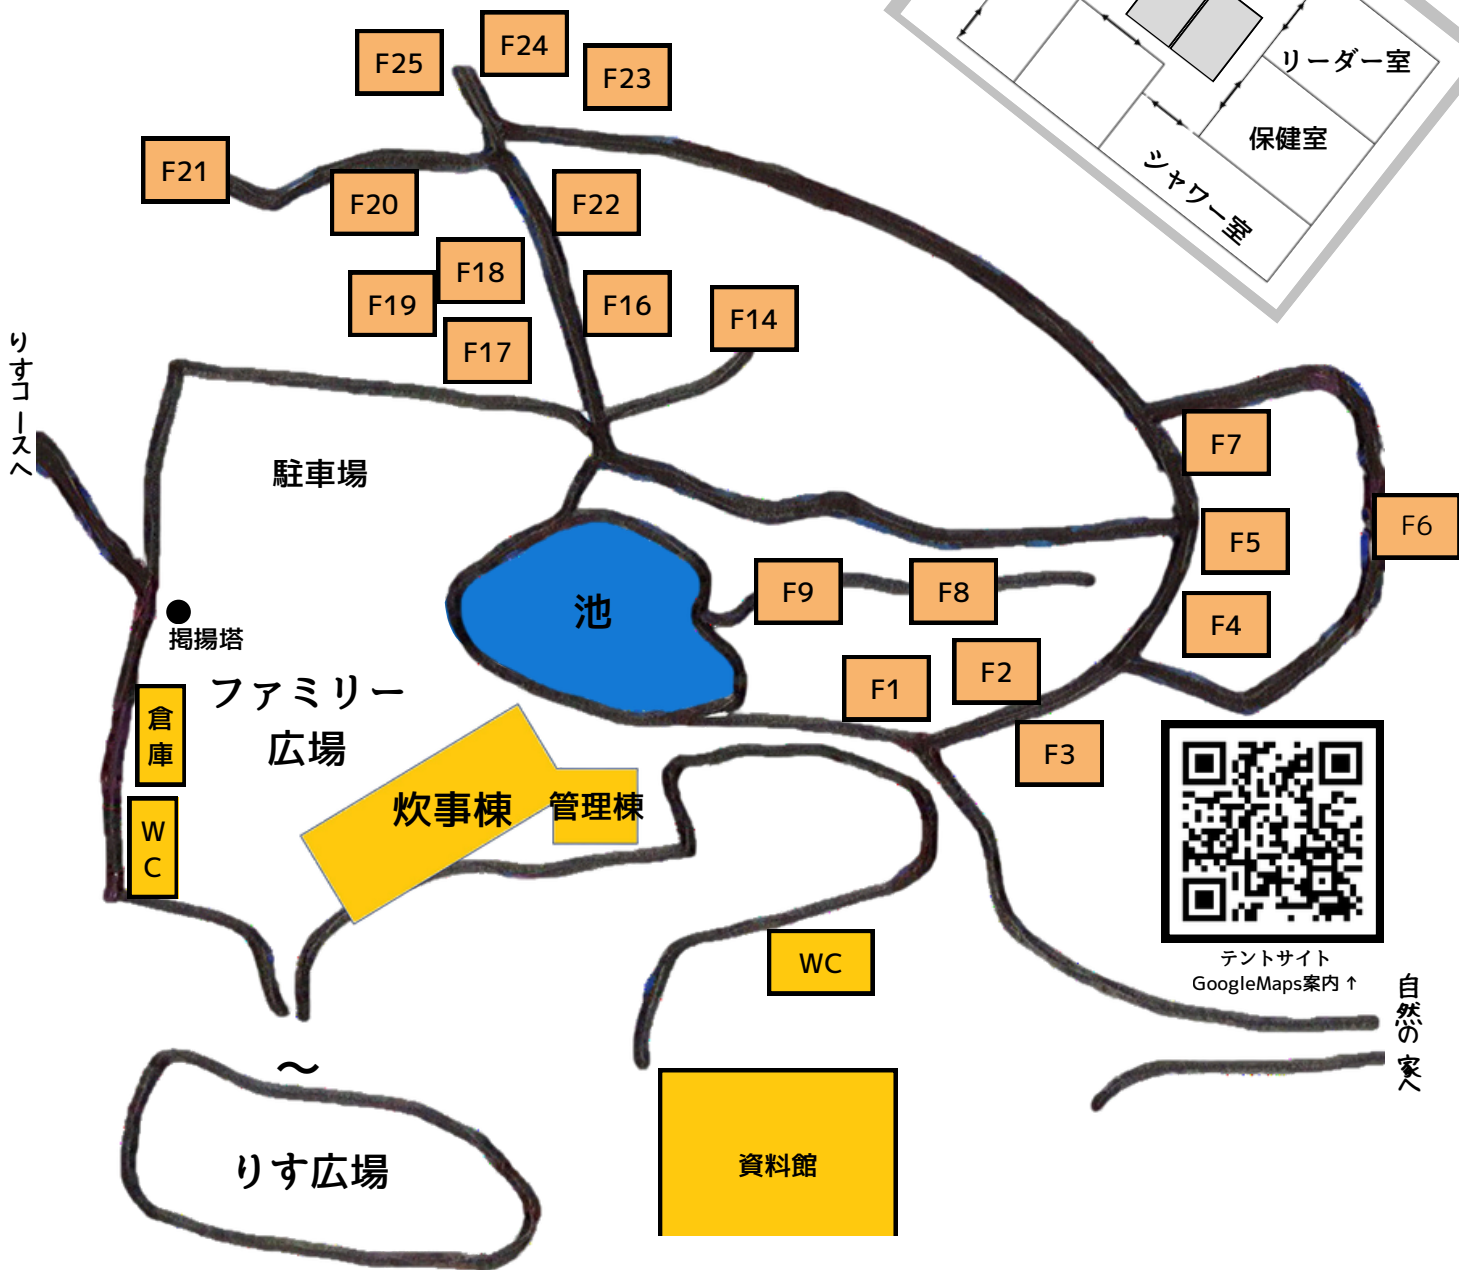 F24
F25
F23
リーダー室
保健室
シャワー室
F21
F20
F22
F18
F19
F16
F14
F17
りすコースへ
駐車場
F7
F6
F5
F9
F8
池
F4
掲揚塔
F1
F2
ファミリー
広場
倉
庫
F3
炊事棟
管理棟
W
C
WC
テントサイト
GoogleMaps案内↑
自然の家へ
〜
りす広場
資料館